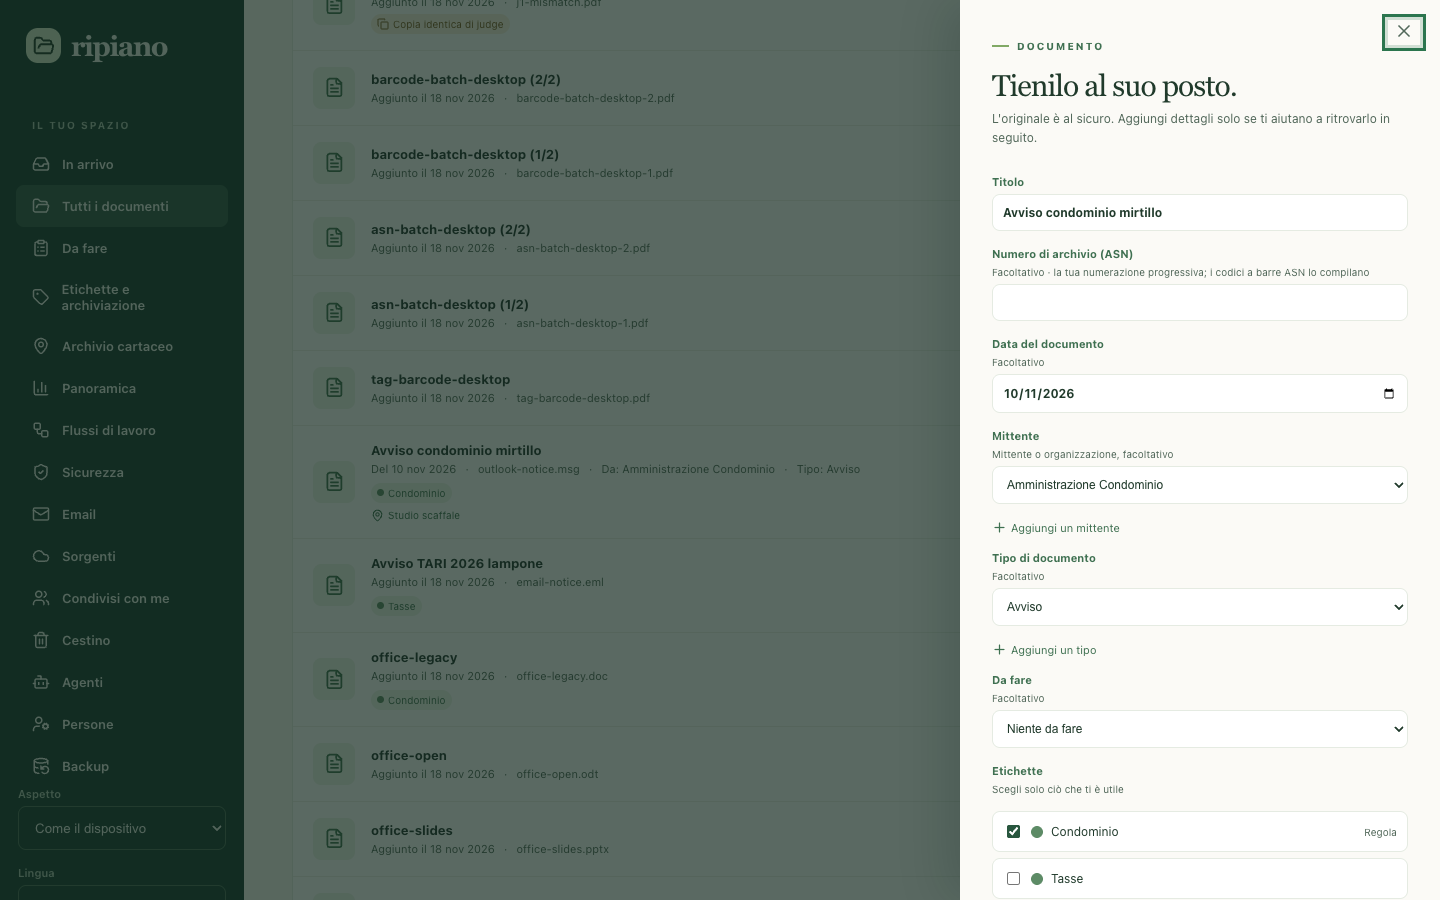 ripiano
IL TUO SPAZIO
In arrivo
Tutti i documenti
Da fare
Etichette e
archiviazione
Archivio cartaceo
Panoramica
Flussi di lavoro
Sicurezza
Email
Sorgenti
Condivisi con me
Cestino
Agenti
Persone
Backup
Aspetto
Come il dispositivo
Lingua
Aggiunto il 18 nov 2026 · j1-mismatch.pdf
Copia identica di judge
barcode-batch-desktop (2/2)
Aggiunto il 18 nov 2026 · barcode-batch-desktop-2.pdf
barcode-batch-desktop (1/2)
Aggiunto il 18 nov 2026 · barcode-batch-desktop-1.pdf
asn-batch-desktop (2/2)
Aggiunto il 18 nov 2026 · asn-batch-desktop-2.pdf
asn-batch-desktop (1/2)
Aggiunto il 18 nov 2026 · asn-batch-desktop-1.pdf
tag-barcode-desktop
Aggiunto il 18 nov 2026 · tag-barcode-desktop.pdf
Avviso condominio mirtillo
Del 10 nov 2026 · outlook-notice.msg · Da: Amministrazione Condominio · Tipo: Avviso
Condominio
Studio scaffale
Avviso TARI 2026 lampone
Aggiunto il 18 nov 2026 · email-notice.eml
Tasse
office-legacy
Aggiunto il 18 nov 2026 · office-legacy.doc
Condominio
office-open
Aggiunto il 18 nov 2026 · office-open.odt
office-slides
Aggiunto il 18 nov 2026 · office-slides.pptx
DOCUMENTO
Tienilo al suo posto.
L'originale è al sicuro. Aggiungi dettagli solo se ti aiutano a ritrovarlo in
seguito.
Titolo
Avviso condominio mirtillo
Numero di archivio (ASN)
Facoltativo · la tua numerazione progressiva; i codici a barre ASN lo compilano
Data del documento
Facoltativo
10/11/2026
Mittente
Mittente o organizzazione, facoltativo
Amministrazione Condominio
Aggiungi un mittente
Tipo di documento
Facoltativo
Avviso
Aggiungi un tipo
Da fare
Facoltativo
Niente da fare
Etichette
Scegli solo ciò che ti è utile
Condominio Regola
Tasse